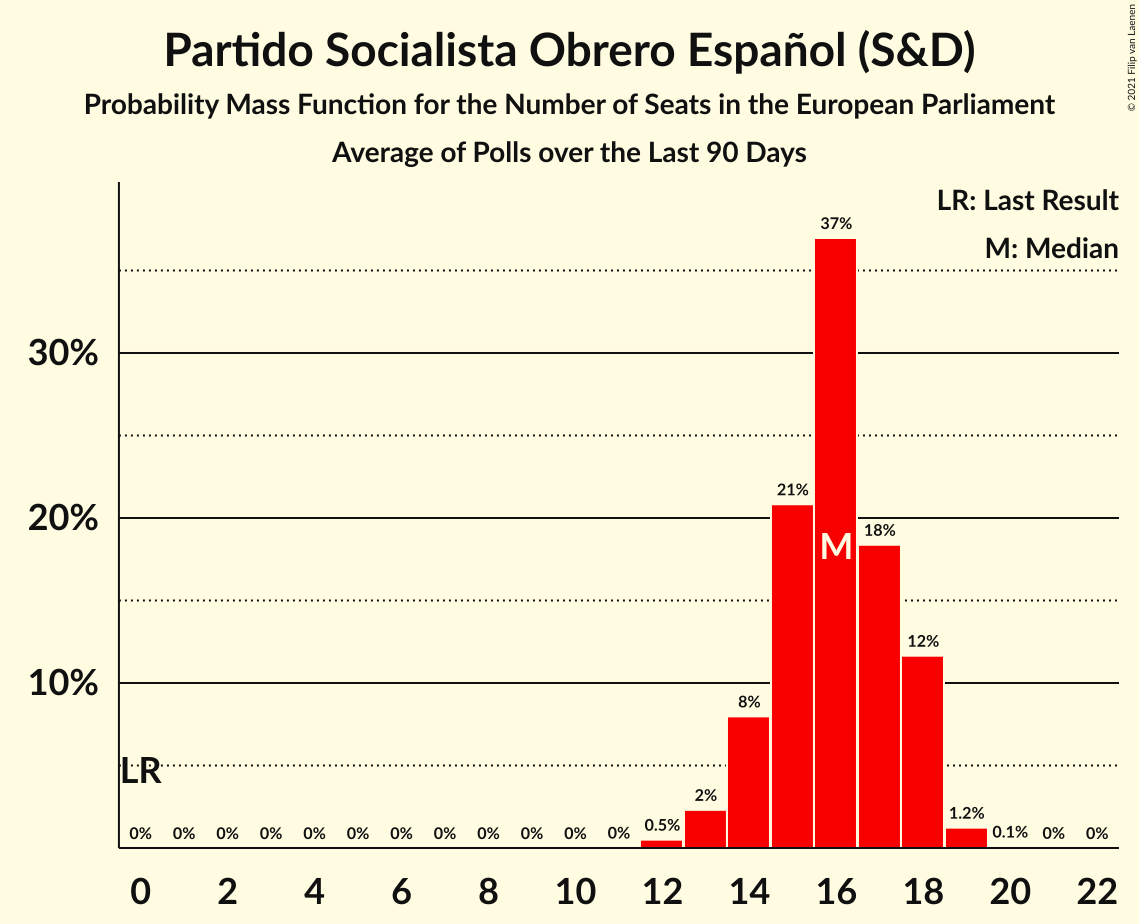 Partido Socialista Obrero Español (S&D)
Probability Mass Function for the Number of Seats in the European Parliament
Average of Polls over the Last 90 Days
© 2021 Filip van Laenen
LR: Last Result
M: Median
37%
30%
21%
20%
M
18%
12%
10%
8%
LR
2%
0% 0% 0% 0% 0% 0% 0% 0% 0% 0% 0% 0% 0.5% 1.2% 0.1% 0% 0%
0 2 4 6 8 10 12 14 16 18 20 22